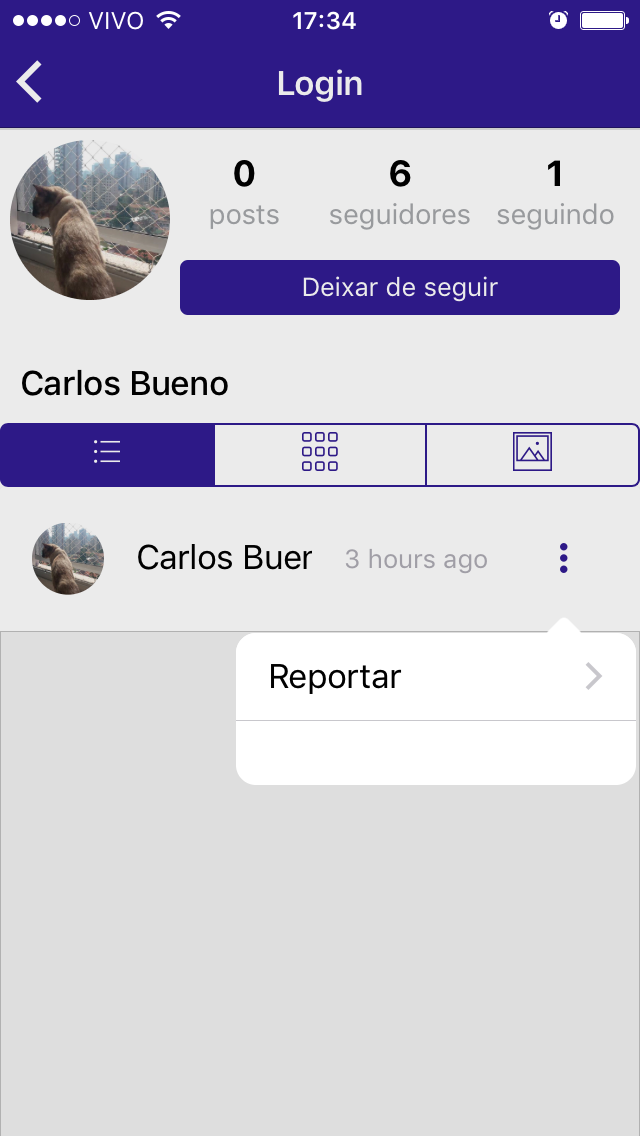 VIVO 17:34
Login
0 6 1
posts seguidores seguindo
Deixar de seguir
Carlos Bueno
Carlos Buer 3 hours ago
Reportar